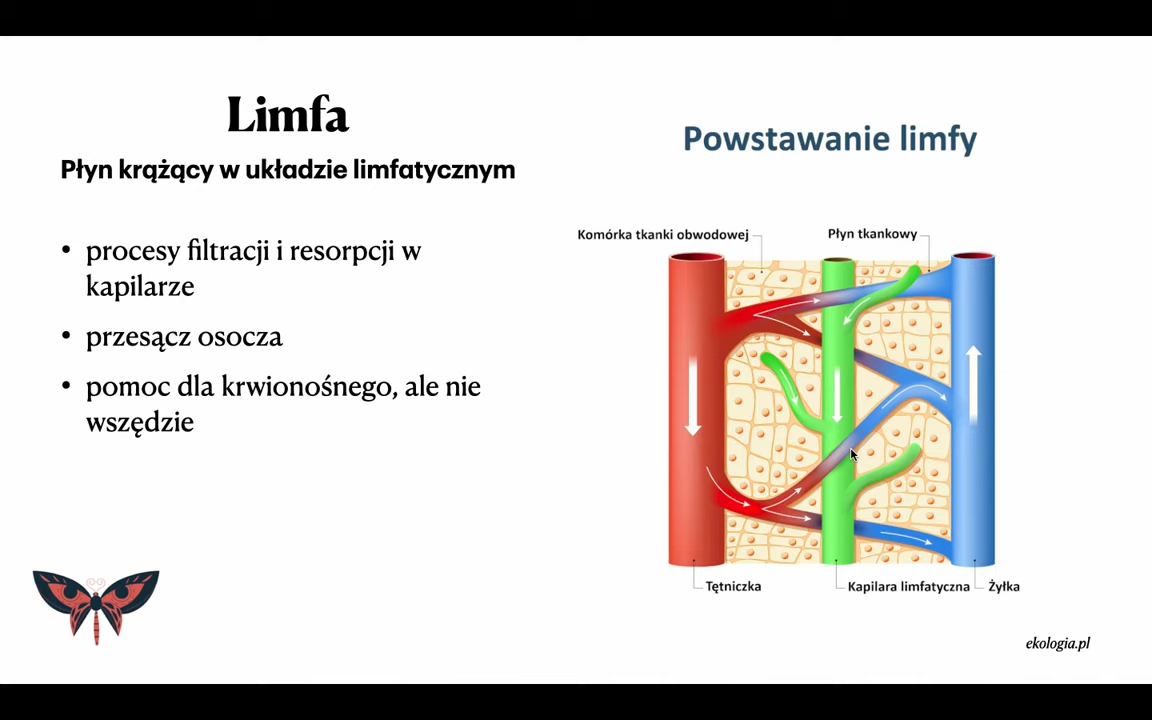 Limfa
Płyn krążący w układzie limfatycznym
• procesy filtracji i resorpcji w
kapilarze
• przesącz osocza
• pomoc dla krwionośnego, ale nie
wszędzie
Powstawanie limfy
Komórka tkanki obwodowej
Płyn tkankowy
Tętniczka
Kapilara limfatyczna
Żyłka
ekologia.pl